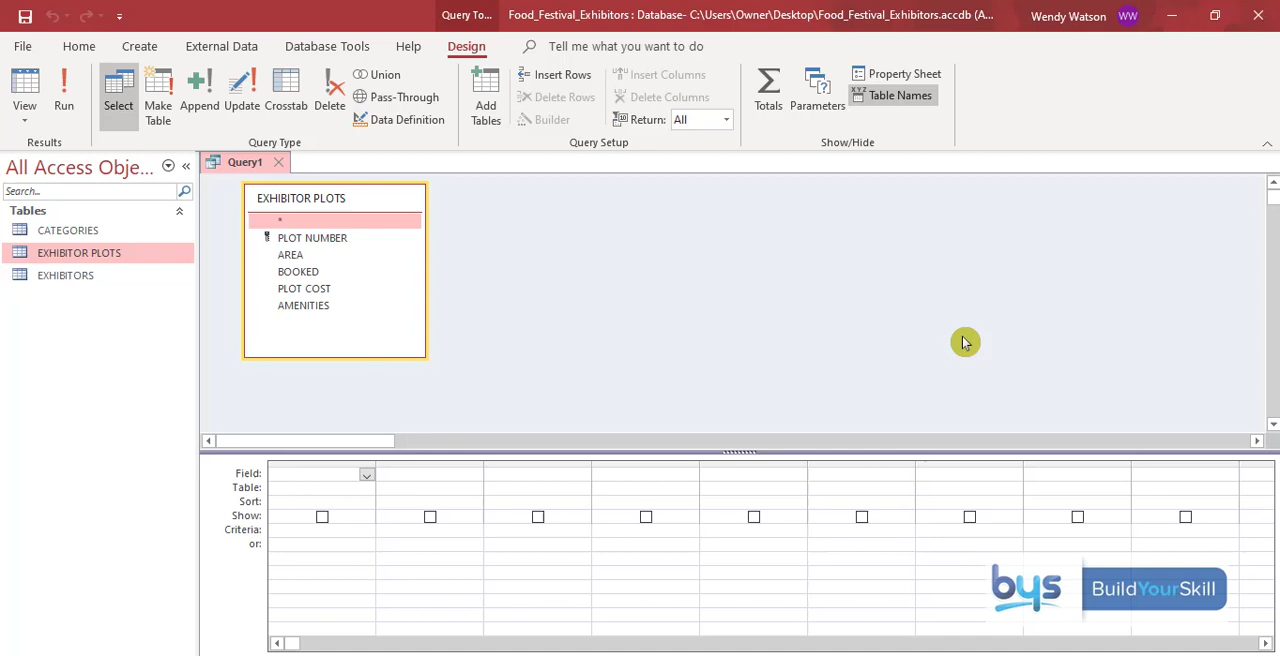 Query To...
Food_Festival_Exhibitors : Database- C:\Users\Owner\Desktop\Food_Festival_Exhibitors.accdb (A...
Wendy Watson
WW
File
Home
Create
External Data
Database Tools
Help
Design
Tell me what you want to do
View
Run
Select
Make
Table
Append
Update
Crosstab
Delete
Union
Pass-Through
Data Definition
Add
Tables
Insert Rows
Delete Rows
Builder
Insert Columns
Delete Columns
Return:
All
Totals
Parameters
Property Sheet
XYZ
Table Names
Results
Query Type
Query Setup
Show/Hide
All Access Obje...
Search...
Tables
CATEGORIES
EXHIBITOR PLOTS
EXHIBITORS
Query1
EXHIBITOR PLOTS
*
PLOT NUMBER
AREA
BOOKED
PLOT COST
AMENITIES
Field:
Table:
Sort:
Show:
Criteria:
or:
bys
BuildYourSkill